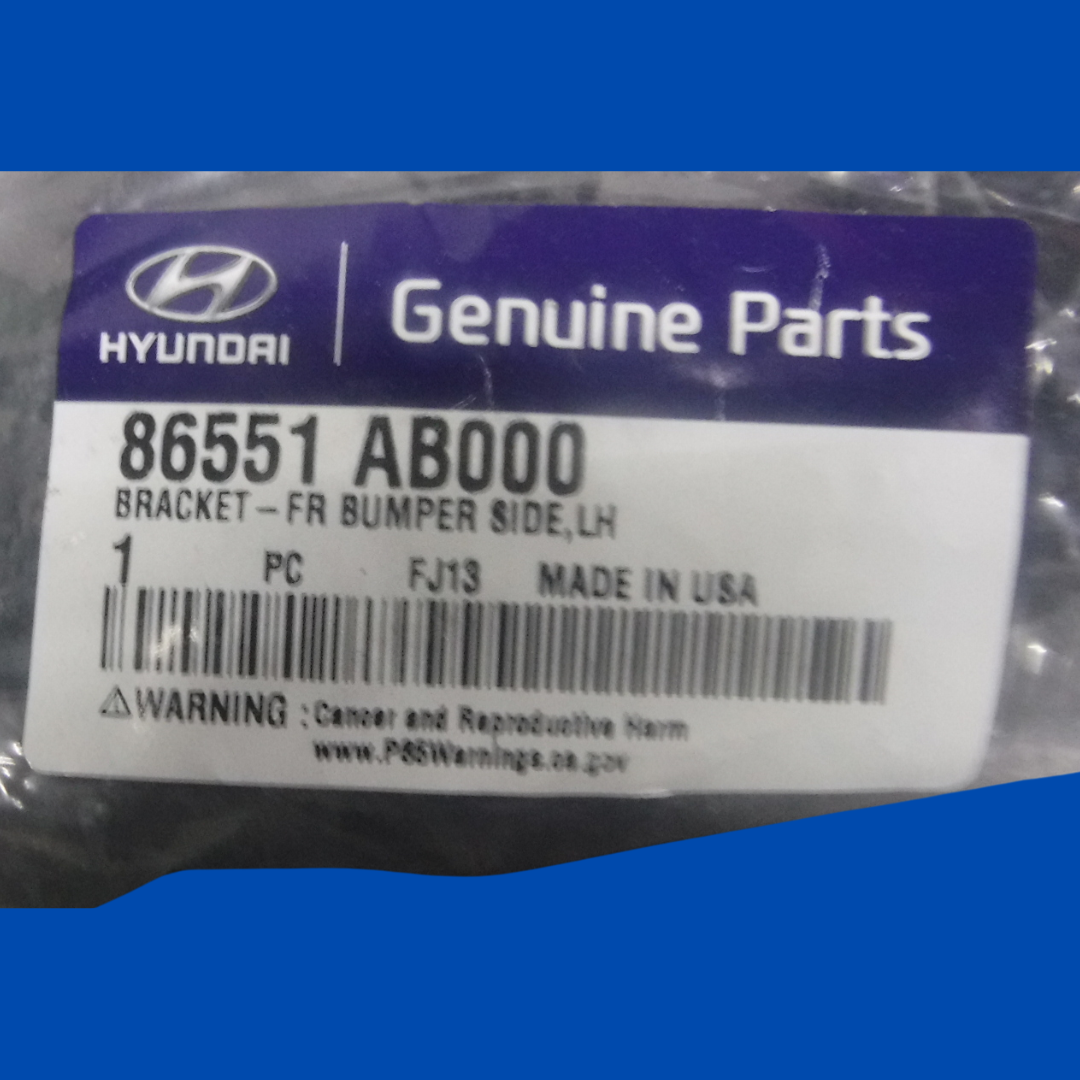 HYUNDAI
Genuine Parts
86551 AB000
BRACKET-FR BUMPER SIDE,LH
1 PC FJ13 MADE IN USA
⚠WARNING : Cancer and Reproductive Harm
www.P65Warnings.ca.gov